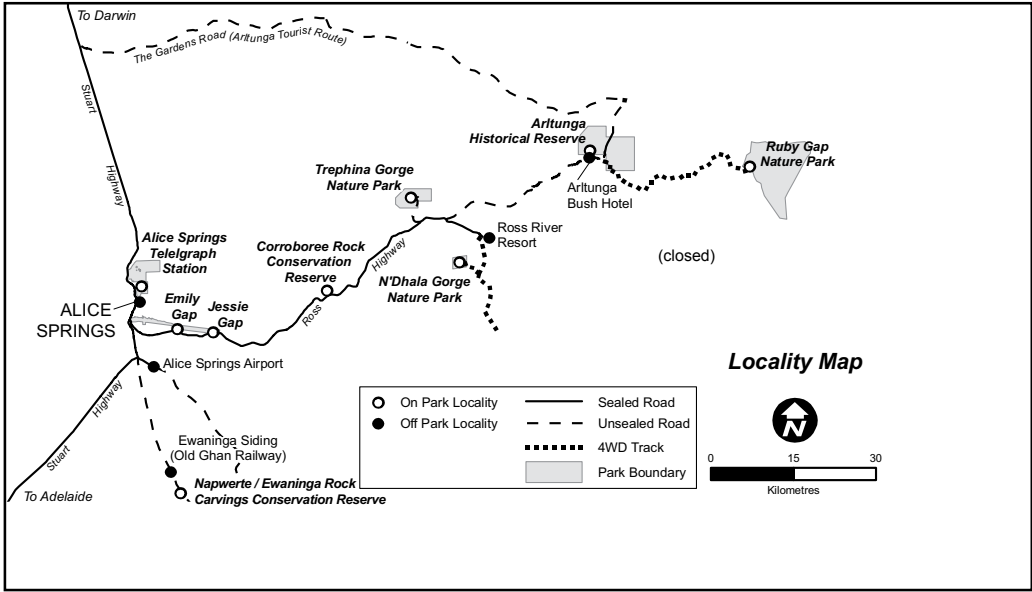 To Darwin
The Gardens Road (Arltunga Tourist Route)
Stuart
Highway
Arltunga
Historical Reserve
Ruby Gap
Nature Park
Trephina Gorge
Nature Park
Arltunga
Bush Hotel
Ross River
Resort
Alice Springs
Telelgraph
Station
Corroboree Rock
Conservation
Reserve
Highway
Ross
(closed)
N'Dhala Gorge
Nature Park
ALICE
SPRINGS
Emily
Gap
Jessie
Gap
Alice Springs Airport
Locality Map
Highway
Stuart
To Adelaide
Ewaninga Siding
(Old Ghan Railway)
Napwerte / Ewaninga Rock
Carvings Conservation Reserve
On Park Locality
Off Park Locality
Sealed Road
Unsealed Road
4WD Track
Park Boundary
N
0 15 30
Kilometres